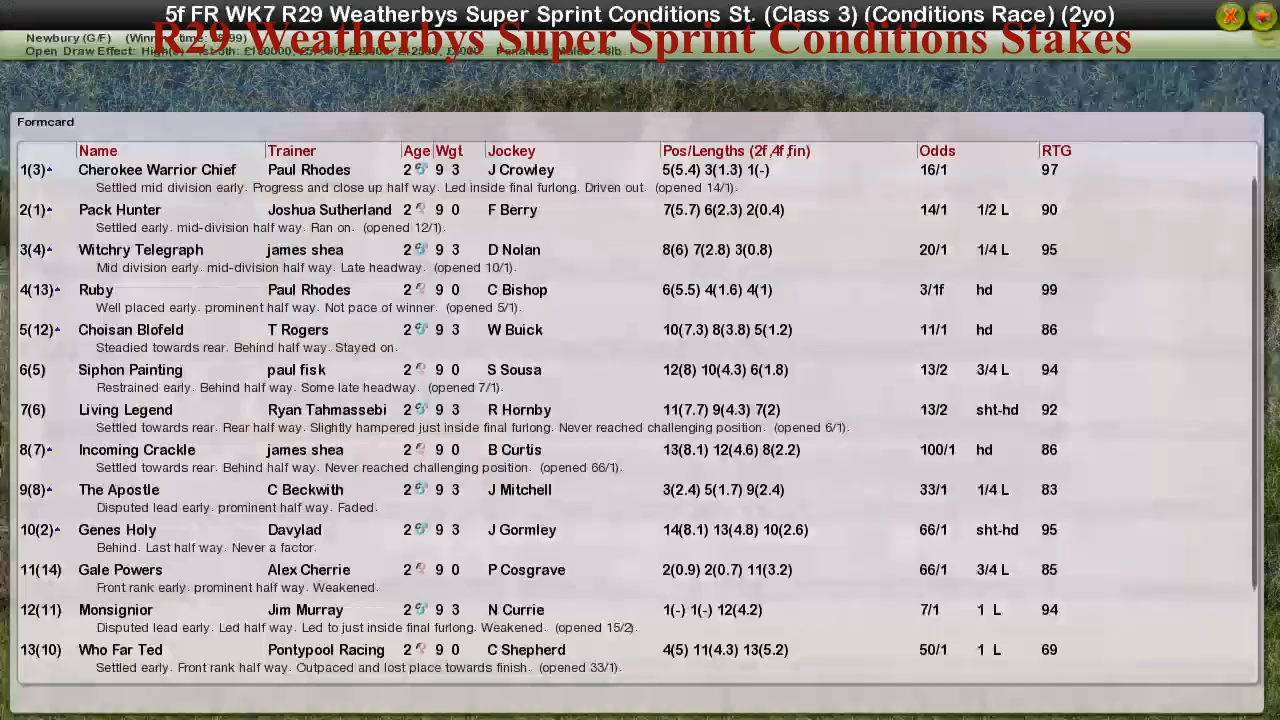 5f FR WK7 R29 Weatherbys Super Sprint Conditions St. (Class 3) (Conditions Race) (2yo)
R29 Weatherbys Super Sprint Conditions Stakes
Newbury (G/F)
Open Draw Effect:
Formcard
Name Trainer Age Wgt Jockey Pos/Lengths (2f,4f,fin) Odds RTG
1(3) Cherokee Warrior Chief Paul Rhodes 2 9 3 J Crowley 5(5.4) 3(1.3) 1(-) 16/1 97
Settled mid division early. Progress and close up half way. Led inside final furlong. Driven out. (opened 14/1).
2(1) Pack Hunter Joshua Sutherland 2 9 0 F Berry 7(5.7) 6(2.3) 2(0.4) 14/1 1/2 L 90
Settled early. mid-division half way. Ran on. (opened 12/1).
3(4) Witchry Telegraph james shea 2 9 3 D Nolan 8(6) 7(2.8) 3(0.8) 20/1 1/4 L 95
Mid division early. mid-division half way. Late headway. (opened 10/1).
4(13) Ruby Paul Rhodes 2 9 0 C Bishop 6(5.5) 4(1.6) 4(1) 3/1f hd 99
Well placed early. prominent half way. Not pace of winner. (opened 5/1).
5(12) Choisan Blofeld T Rogers 2 9 3 W Buick 10(7.3) 8(3.8) 5(1.2) 11/1 hd 86
Steadied towards rear. Behind half way. Stayed on.
6(5) Siphon Painting paul fisk 2 9 0 S Sousa 12(8) 10(4.3) 6(1.8) 13/2 3/4 L 94
Restrained early. Behind half way. Some late headway. (opened 7/1).
7(6) Living Legend Ryan Tahmassebi 2 9 3 R Hornby 11(7.7) 9(4.3) 7(2) 13/2 sht-hd 92
Settled towards rear. Rear half way. Slightly hampered just inside final furlong. Never reached challenging position. (opened 6/1).
8(7) Incoming Crackle james shea 2 9 0 B Curtis 13(8.1) 12(4.6) 8(2.2) 100/1 hd 86
Settled towards rear. Behind half way. Never reached challenging position. (opened 66/1).
9(8) The Apostle C Beckwith 2 9 3 J Mitchell 3(2.4) 5(1.7) 9(2.4) 33/1 1/4 L 83
Disputed lead early. prominent half way. Faded.
10(2) Genes Holy Davylad 2 9 3 J Gormley 14(8.1) 13(4.8) 10(2.6) 66/1 sht-hd 95
Behind. Last half way. Never a factor.
11(14) Gale Powers Alex Cherrie 2 9 0 P Cosgrave 2(0.9) 2(0.7) 11(3.2) 66/1 3/4 L 85
Front rank early. prominent half way. Weakened.
12(11) Monsignior Jim Murray 2 9 3 N Currie 1(-) 1(-) 12(4.2) 7/1 1 L 94
Disputed lead early. Led half way. Led to just inside final furlong. Weakened. (opened 15/2).
13(10) Who Far Ted Pontypool Racing 2 9 0 C Shepherd 4(5) 11(4.3) 13(5.2) 50/1 1 L 69
Settled early. Front rank half way. Outpaced and lost place towards finish. (opened 33/1).